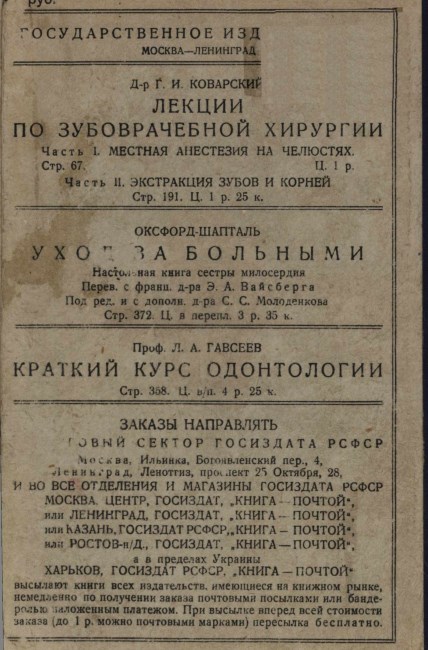 руб.
ГОСУДАРСТВЕННОЕ ИЗД
МОСКВА—ЛЕНИНГРАД
Д-р Г. И. КОВАРСКИЙ
ЛЕКЦИИ
ПО ЗУБОВРАЧЕБНОЙ ХИРУРГИИ
Часть I. МЕСТНАЯ АНЕСТЕЗИЯ НА ЧЕЛЮСТЯХ.
Стр. 67. Ц. 1 р.
Часть II. ЭКСТРАКЦИЯ ЗУБОВ И КОРНЕЙ
Стр. 191. Ц. 1 р. 25 к.
ОКСФОРД-ШАПТАЛЬ
УХОД ЗА БОЛЬНЫМИ
Настольная книга сестры милосердия
Перев. с франц. д-ра Э. А. Вайсберга
Под ред. и с дополн. д-ра С. С. Молоденкова
Стр. 372. Ц. в перепл. 3 р. 35 к.
Проф. Л. А. ГАВСЕЕВ
КРАТКИЙ КУРС ОДОНТОЛОГИИ
Стр. 358. Ц. в/п. 4 р. 25 к.
ЗАКАЗЫ НАПРАВЛЯТЬ
ГОВЫЙ СЕКТОР ГОСИЗДАТА РСФСР
Москва, Ильинка, Богоявленский пер., 4,
Ленинград, Ленотгиз, проспект 25 Октября, 28,
И ВО ВСЕ ОТДЕЛЕНИЯ И МАГАЗИНЫ ГОСИЗДАТА РСФСР
МОСКВА. ЦЕНТР, ГОСИЗДАТ, „КНИГА — ПОЧТОЙ“,
или ЛЕНИНГРАД, ГОСИЗДАТ, „КНИГА — ПОЧТОЙ“,
или КАЗАНЬ, ГОСИЗДАТ РСФСР, „КНИГА — ПОЧТОЙ“,
или РОСТОВ-н/Д., ГОСИЗДАТ, „КНИГА — ПОЧТОЙ“,
а в пределах Украины
ХАРЬКОВ, ГОСИЗДАТ РСФСР, „КНИГА — ПОЧТОЙ“
высылают книги всех издательств, имеющиеся на книжном рынке,
немедленно по получении заказа почтовыми посылками или банде-
ролью наложенным платежом. При высылке вперед всей стоимости
заказа (до 1 р. можно почтовыми марками) пересылка бесплатно.